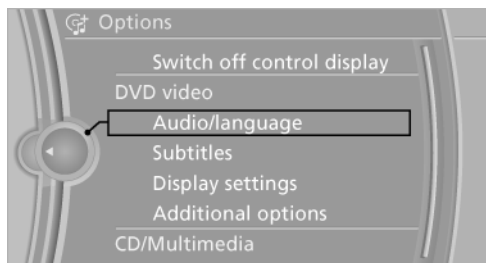 Options
Switch off control display
DVD video
Audio/language
Subtitles
Display settings
Additional options
CD/Multimedia